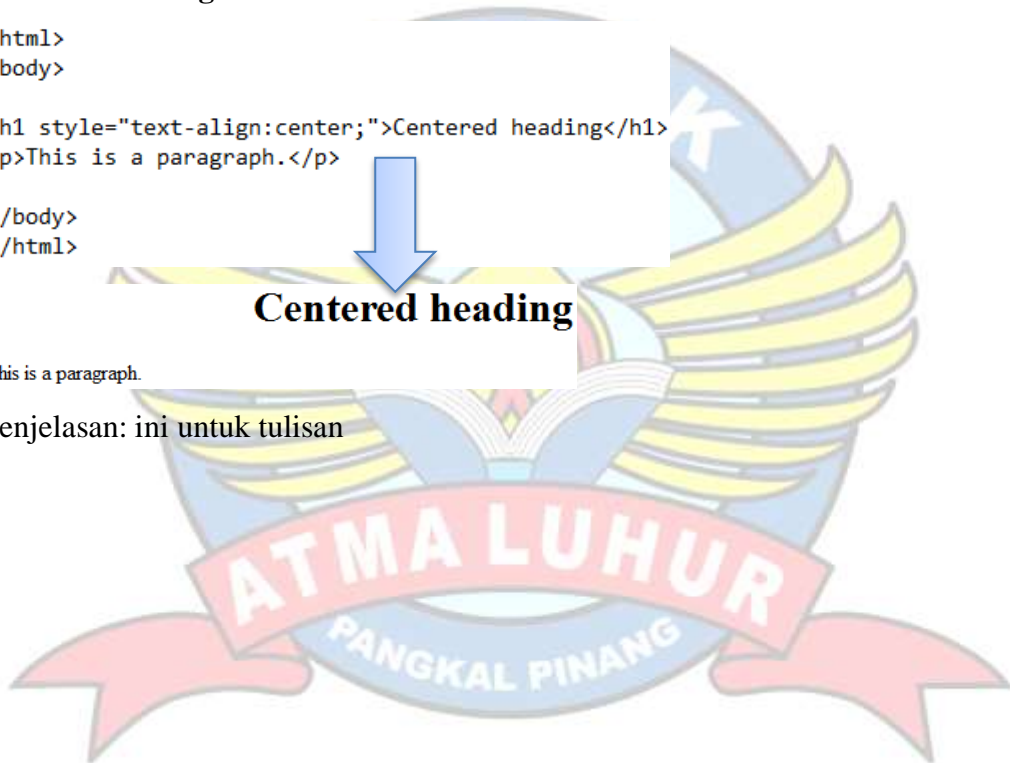 html>
body>
h1 style="text-align:center;">Centered heading</h1>
p>This is a paragraph.</p>
/body>
/html>
Centered heading
his is a paragraph.
enjelasan: ini untuk tulisan
K
ATMA LUHUR
PANGKAL PINANG